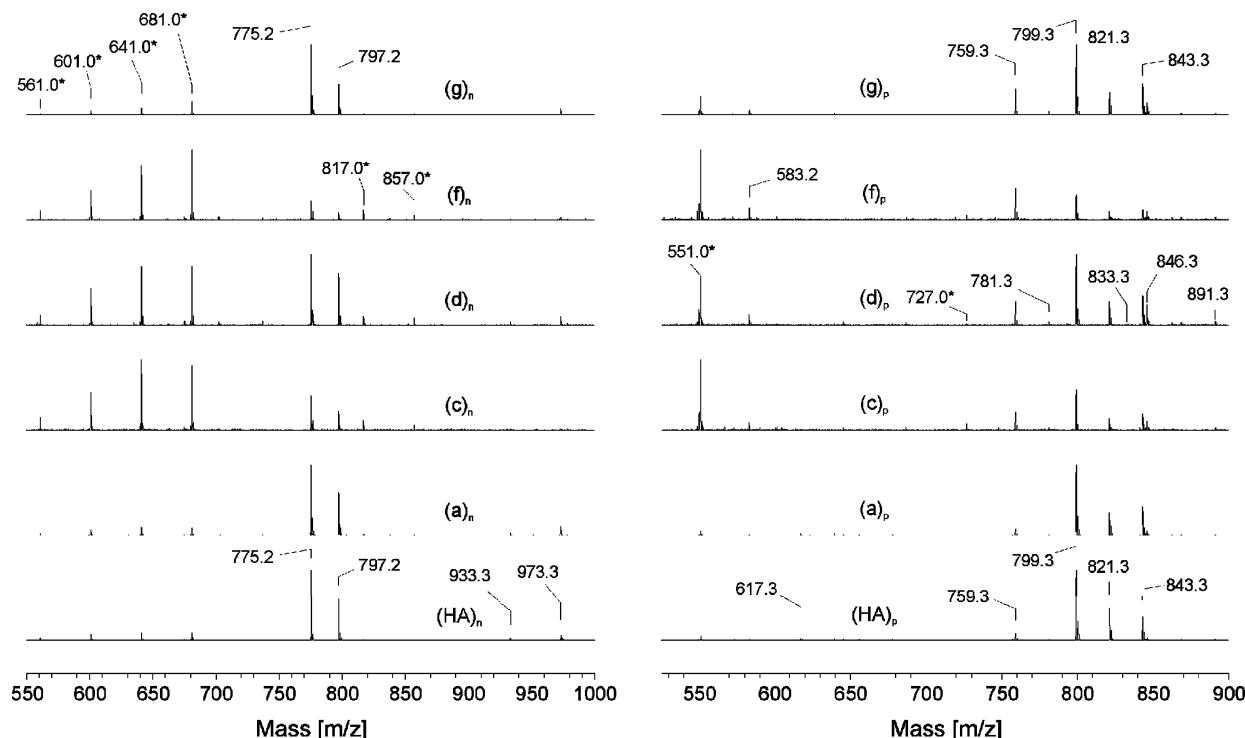 561.0*
601.0*
641.0*
681.0*
775.2
797.2
(g)ₙ
817.0*
857.0*
(f)ₙ
(d)ₙ
(c)ₙ
(a)ₙ
775.2
797.2
933.3
973.3
(HA)ₙ
550 600 650 700 750 800 850 900 950 1000
Mass [m/z]
759.3
799.3
821.3
843.3
(g)ₚ
583.2
(f)ₚ
551.0*
727.0*
781.3
833.3
846.3
891.3
(d)ₚ
(c)ₚ
(a)ₚ
617.3
759.3
799.3
821.3
843.3
(HA)ₚ
550 600 650 700 750 800 850 900
Mass [m/z]